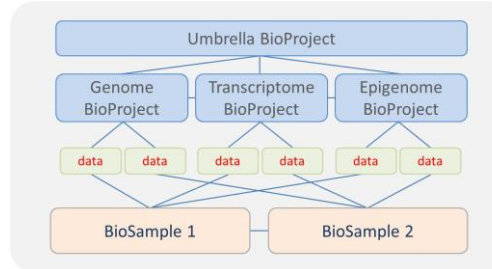 Umbrella BioProject
Genome
BioProject
Transcriptome
BioProject
Epigenome
BioProject
data
data
data
data
data
data
BioSample 1
BioSample 2